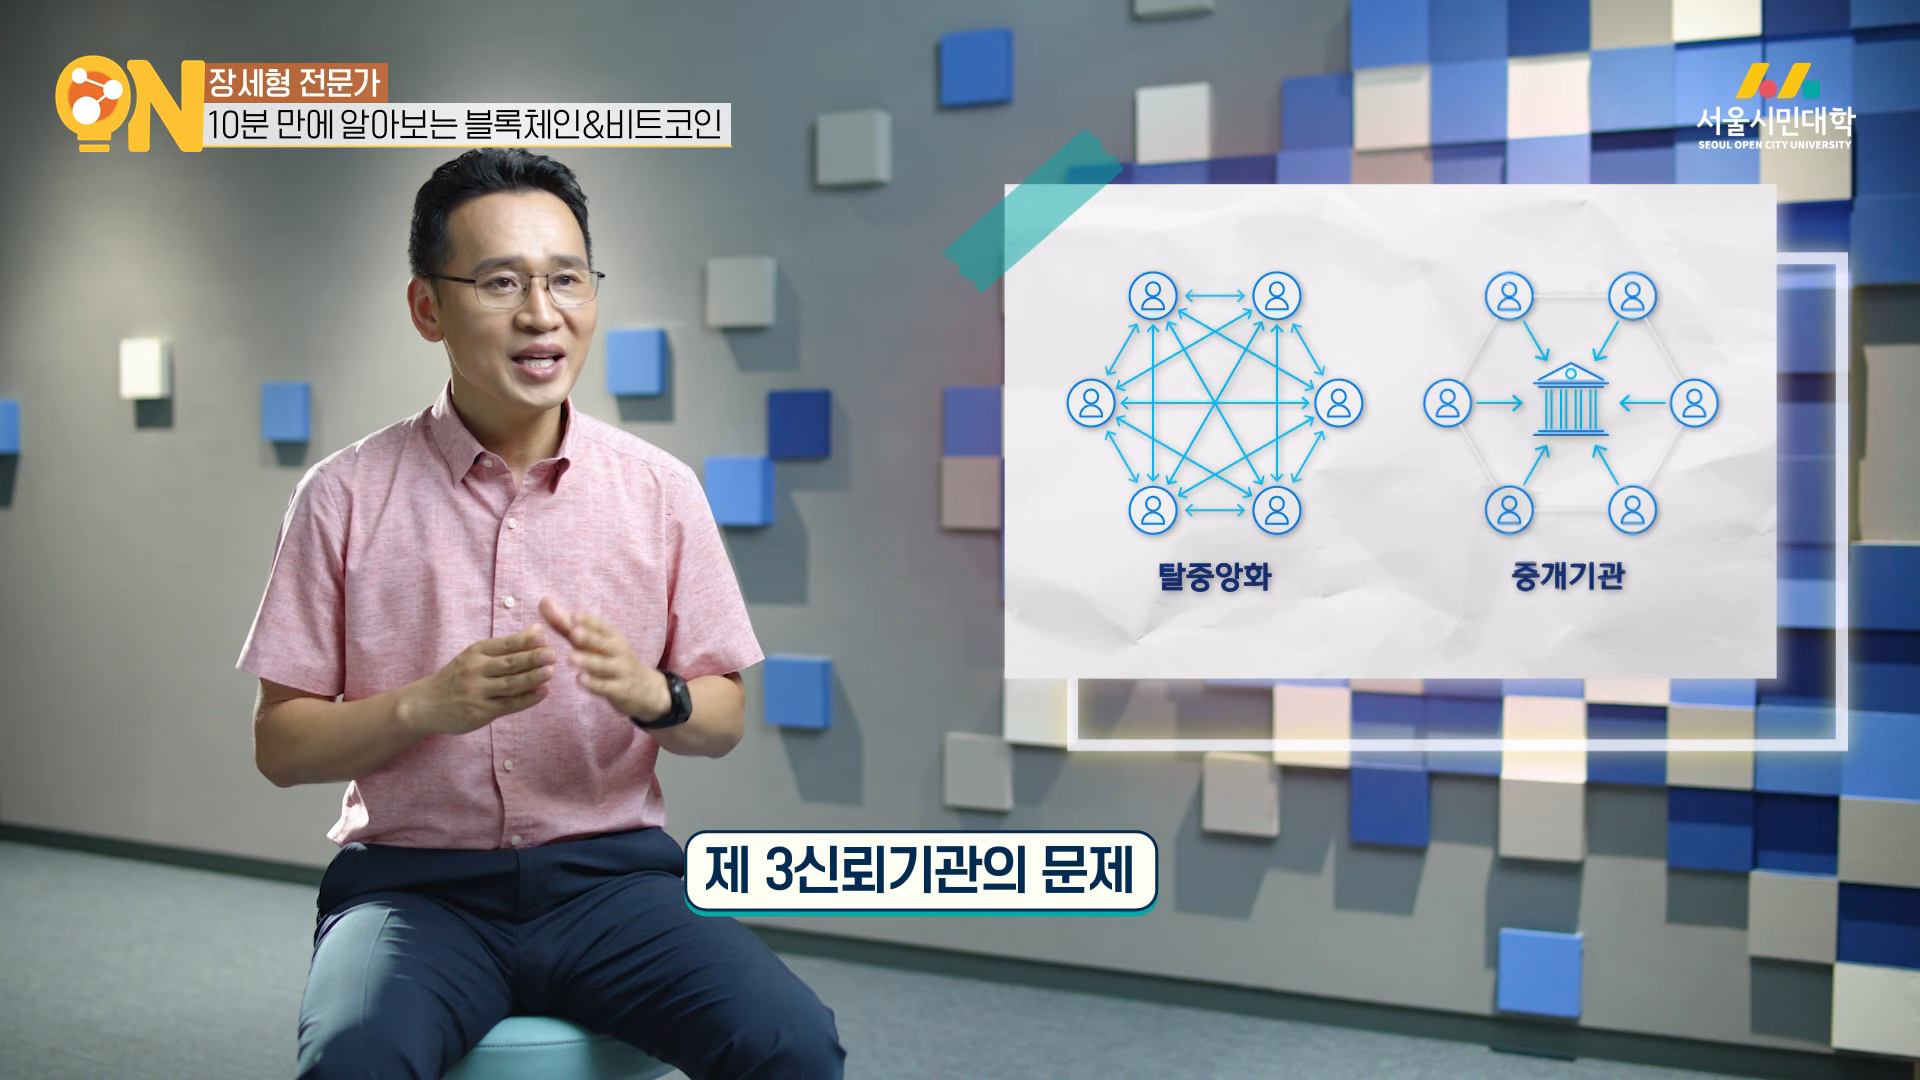 ON
장세형 전문가
10분 만에 알아보는 블록체인&비트코인
서울시민대학
SEOUL OPEN CITY UNIVERSITY
탈중앙화
중개기관
제 3신뢰기관의 문제